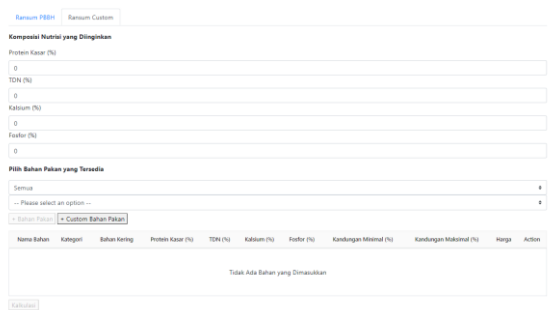 Ransum PBBH Ransum Custom
Komposisi Nutrisi yang Diinginkan
Protein Kasar (%)
0
TDN (%)
0
Kalsium (%)
0
Fosfor (%)
0
Pilih Bahan Pakan yang Tersedia
Semua
-- Please select an option --
+ Bahan Pakan + Custom Bahan Pakan
Nama Bahan Kategori Bahan Kering Protein Kasar (%) TDN (%) Kalsium (%) Fosfor (%) Kandungan Minimal (%) Kandungan Maksimal (%) Harga Action
Tidak Ada Bahan yang Dimasukkan
Kalkulasi